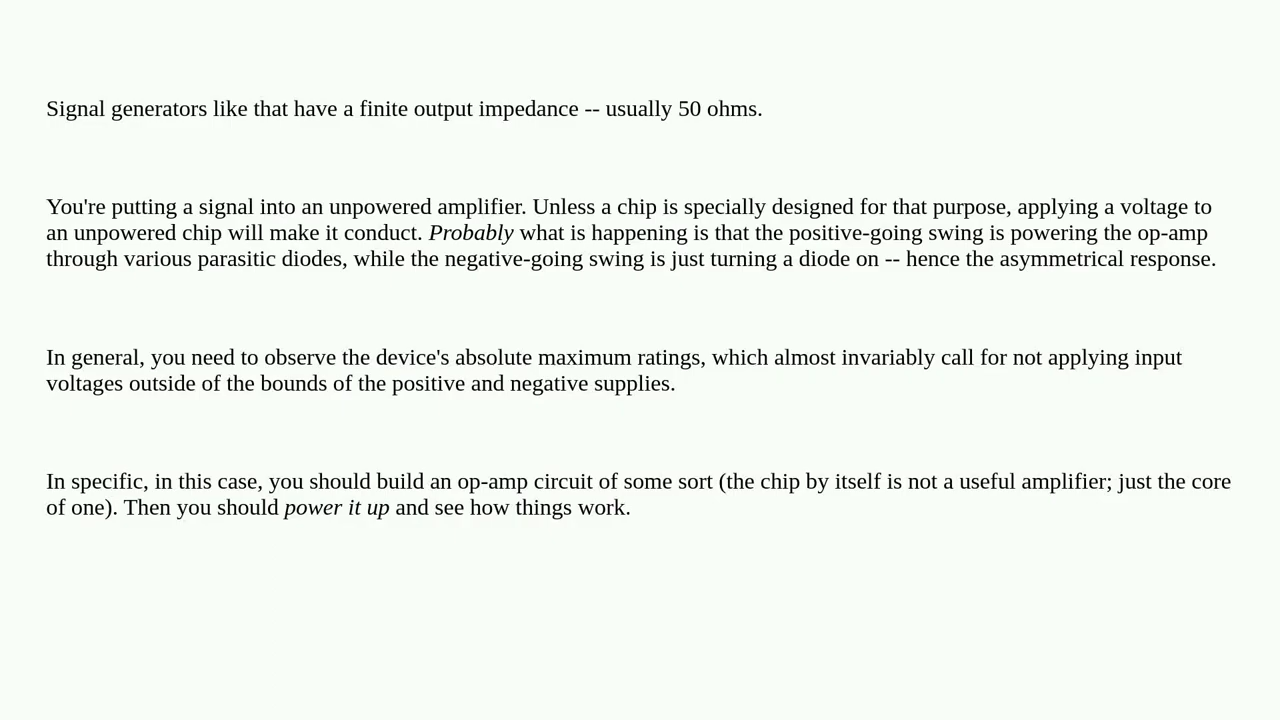 Signal generators like that have a finite output impedance -- usually 50 ohms.
You're putting a signal into an unpowered amplifier. Unless a chip is specially designed for that purpose, applying a voltage to
an unpowered chip will make it conduct. Probably what is happening is that the positive-going swing is powering the op-amp
through various parasitic diodes, while the negative-going swing is just turning a diode on -- hence the asymmetrical response.
In general, you need to observe the device's absolute maximum ratings, which almost invariably call for not applying input
voltages outside of the bounds of the positive and negative supplies.
In specific, in this case, you should build an op-amp circuit of some sort (the chip by itself is not a useful amplifier; just the core
of one). Then you should power it up and see how things work.